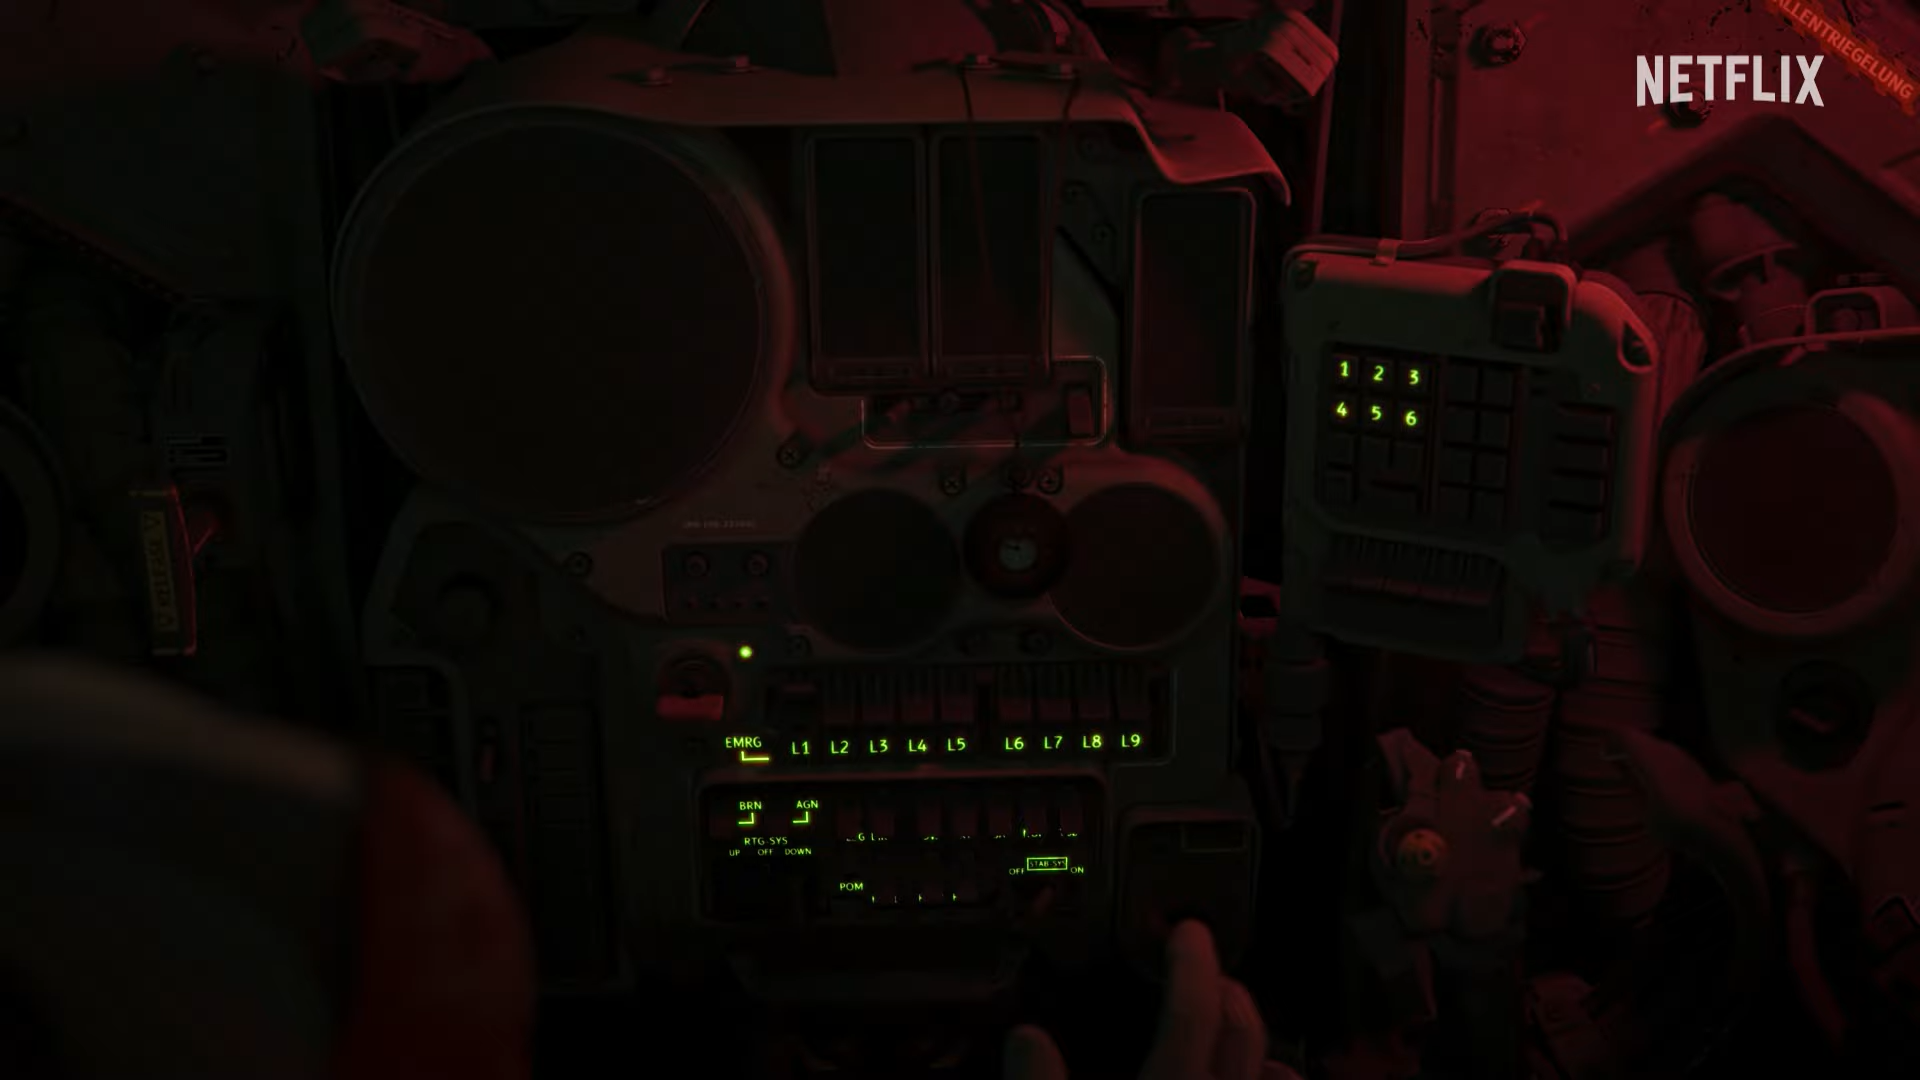 ALLENTRIEGELUNG
NETFLIX
1 2 3
4 5 6
RELEASE
EMRG L1 L2 L3 L4 L5 L6 L7 L8 L9
BRN AGN
RTG-SYS
UP OFF DOWN
OFF STAB-SYS ON
POM